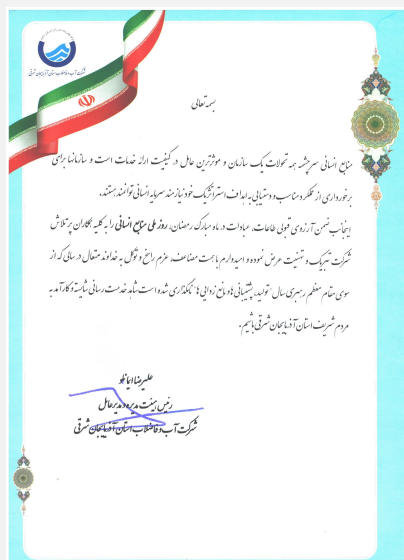 شرکت آب و فاضلاب استان آذربایجان شرقی
بسمه تعالی
منابع انسانی سرچشمه همه تحولات یک سازمان و موثرترین عامل در کیفیت ارائه خدمات است و سازمانها برای
برخورداری از عملکرد مناسب و دستیابی به اهداف استراتژیک خود نیازمند سرمایه انسانی توانمند هستند.
اینجانب ضمن آرزوی قبولی طاعات، عبادات در ماه مبارک رمضان، روز ملی منابع انسانی را به کلیه همکاران پرتلاش
شرکت تبریک و تهنیت عرض نموده و امیدوارم با همت مضاعف، عزم راسخ و توکل به خداوند متعال در سالی که از
سوی مقام معظم رهبری سال "تولید، پشتیبانی ها و مانع زدایی ها" نامگذاری شده است شاهد خدمت رسانی شایسته و کارآمد به
مردم شریف استان آذربایجان شرقی باشیم.
علیرضا ایمانلو
رئیس هیئت مدیره و مدیرعامل
شرکت آب و فاضلاب استان آذربایجان شرقی